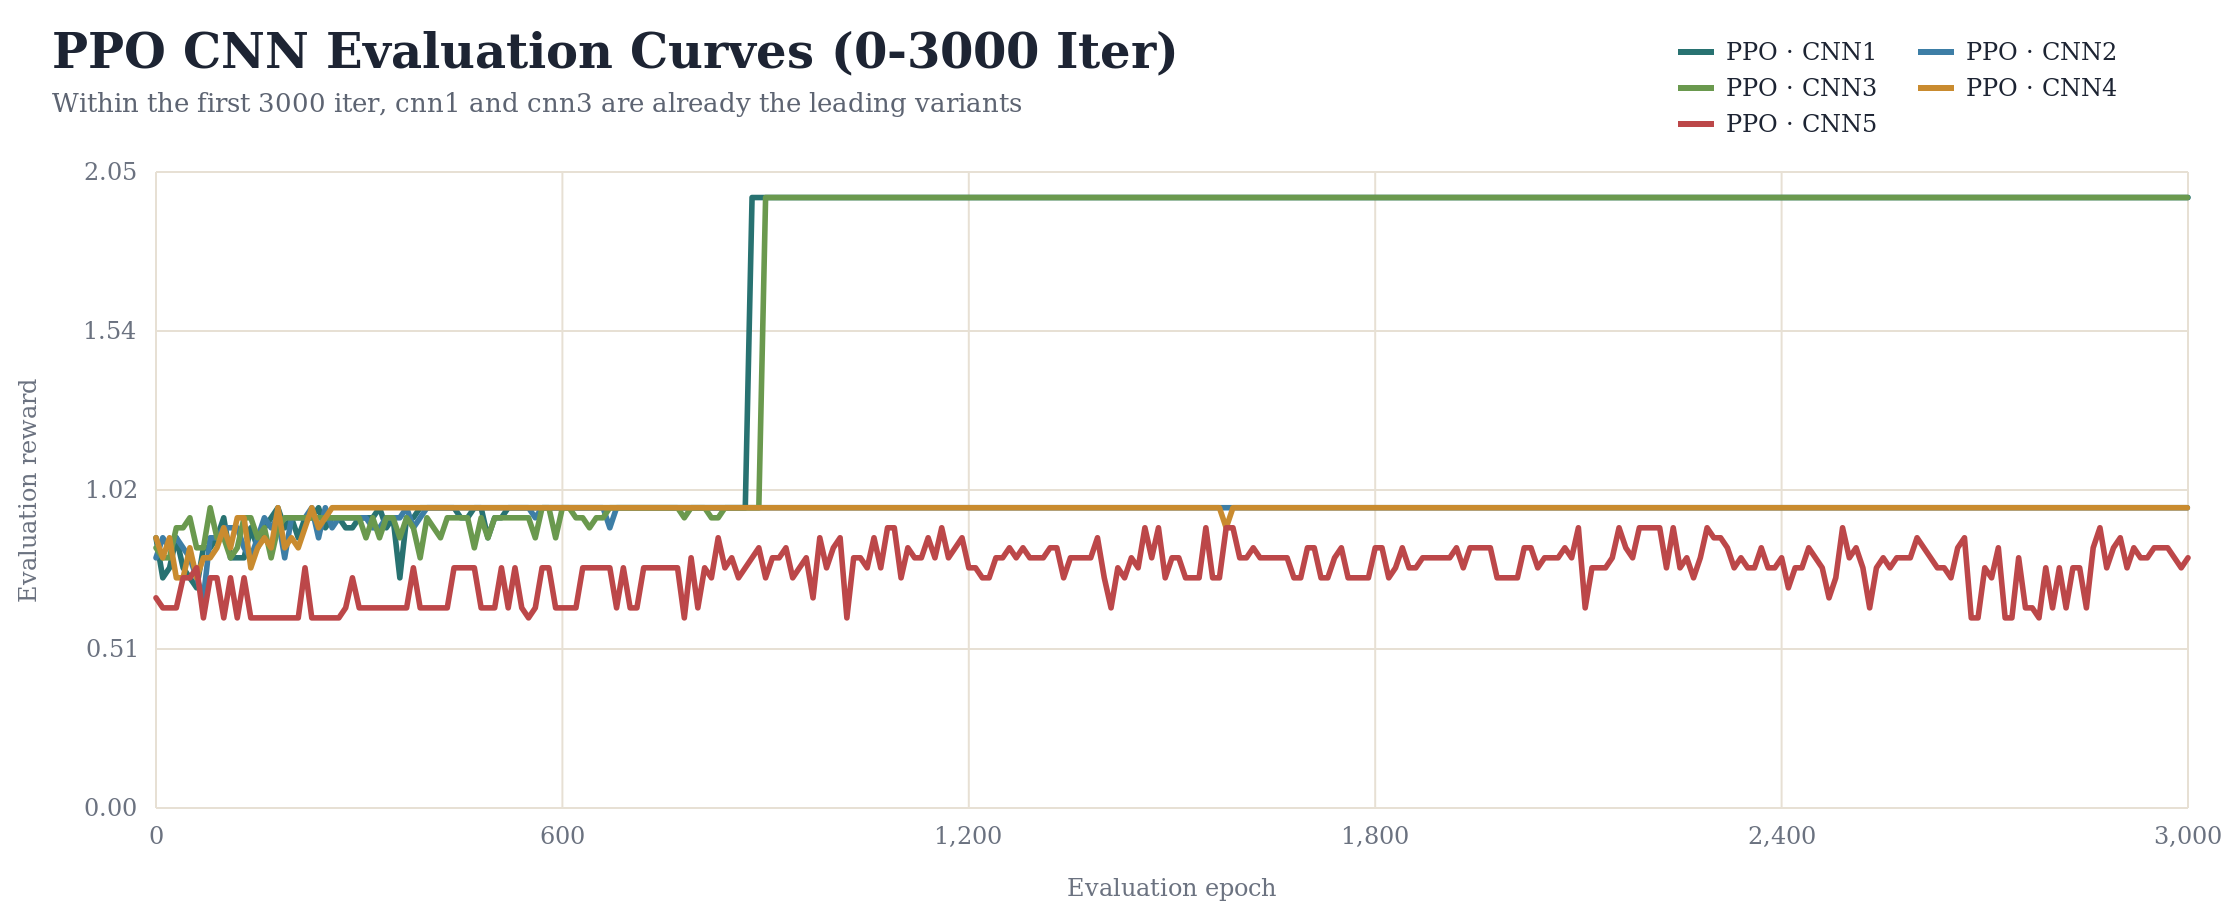 PPO CNN Evaluation Curves (0-3000 Iter)
Within the first 3000 iter, cnn1 and cnn3 are already the leading variants
PPO · CNN1
PPO · CNN2
PPO · CNN3
PPO · CNN4
PPO · CNN5
2.05
1.54
1.02
0.51
0.00
Evaluation reward
0
600
1,200
1,800
2,400
3,000
Evaluation epoch